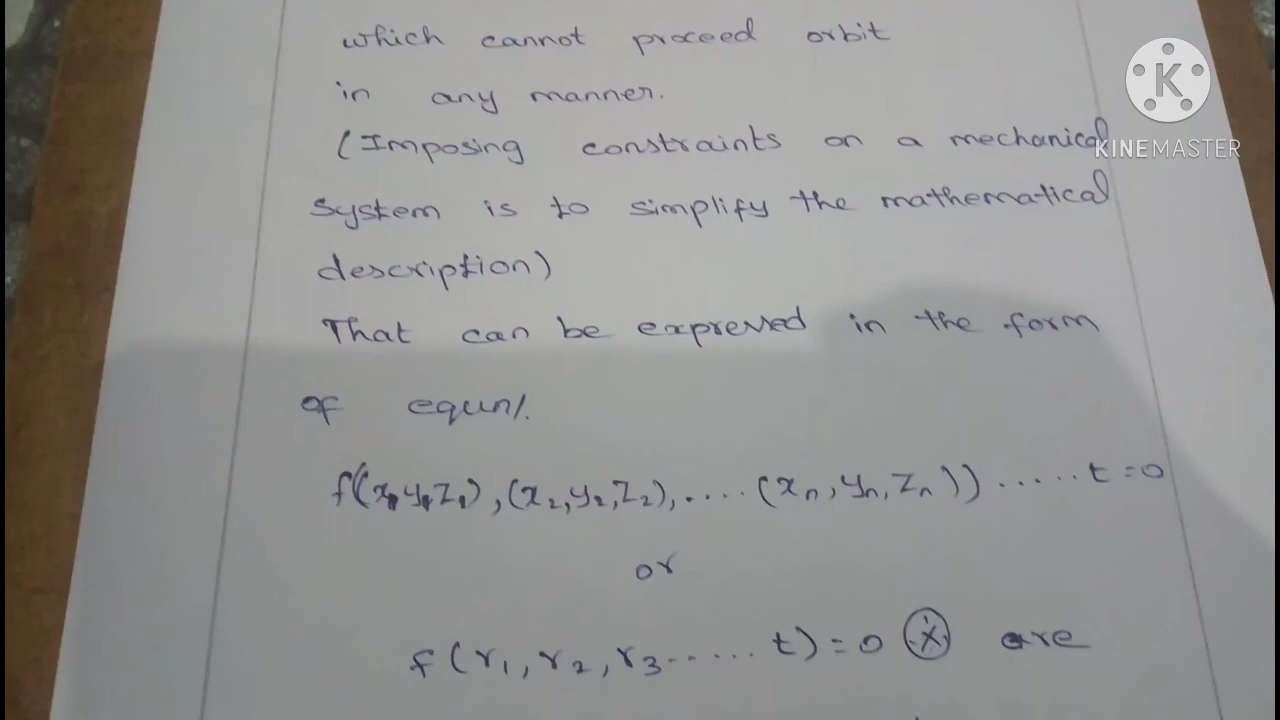 which cannot proceed orbit
in any manner.
(Imposing constraints on a mechanical
system is to simplify the mathematical
description)
That can be expressed in the form
of equn/.
f((x1,y1,z1),(x2,y2,z2),....(xn,yn,zn)).....t=0
or
f(r1,r2,r3......t)=0 ⊗ are
K
KINEMASTER